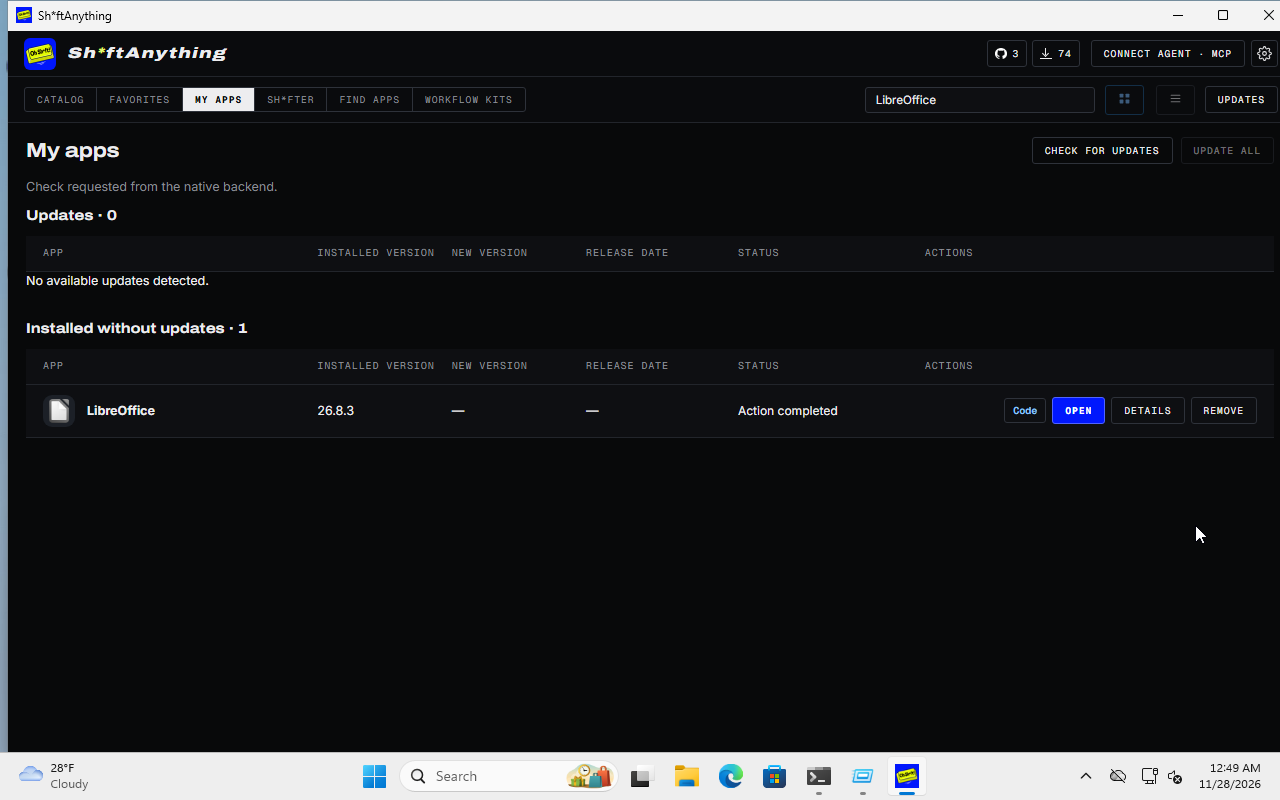 Sh*ftAnything
Oh Sh*ft!
Sh*ftAnything
3
74
CONNECT AGENT · MCP
CATALOG
FAVORITES
MY APPS
SH*FTER
FIND APPS
WORKFLOW KITS
LibreOffice
UPDATES
My apps
CHECK FOR UPDATES
UPDATE ALL
Check requested from the native backend.
Updates · 0
APP INSTALLED VERSION NEW VERSION RELEASE DATE STATUS ACTIONS
No available updates detected.
Installed without updates · 1
APP INSTALLED VERSION NEW VERSION RELEASE DATE STATUS ACTIONS
LibreOffice 26.8.3 — — Action completed Code OPEN DETAILS REMOVE
28°F
Cloudy
Search
12:49 AM
11/28/2026